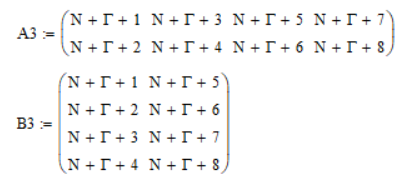 A3 := (N + Γ + 1 N + Γ + 3 N + Γ + 5 N + Γ + 7
N + Γ + 2 N + Γ + 4 N + Γ + 6 N + Γ + 8)
B3 := (N + Γ + 1 N + Γ + 5
N + Γ + 2 N + Γ + 6
N + Γ + 3 N + Γ + 7
N + Γ + 4 N + Γ + 8)